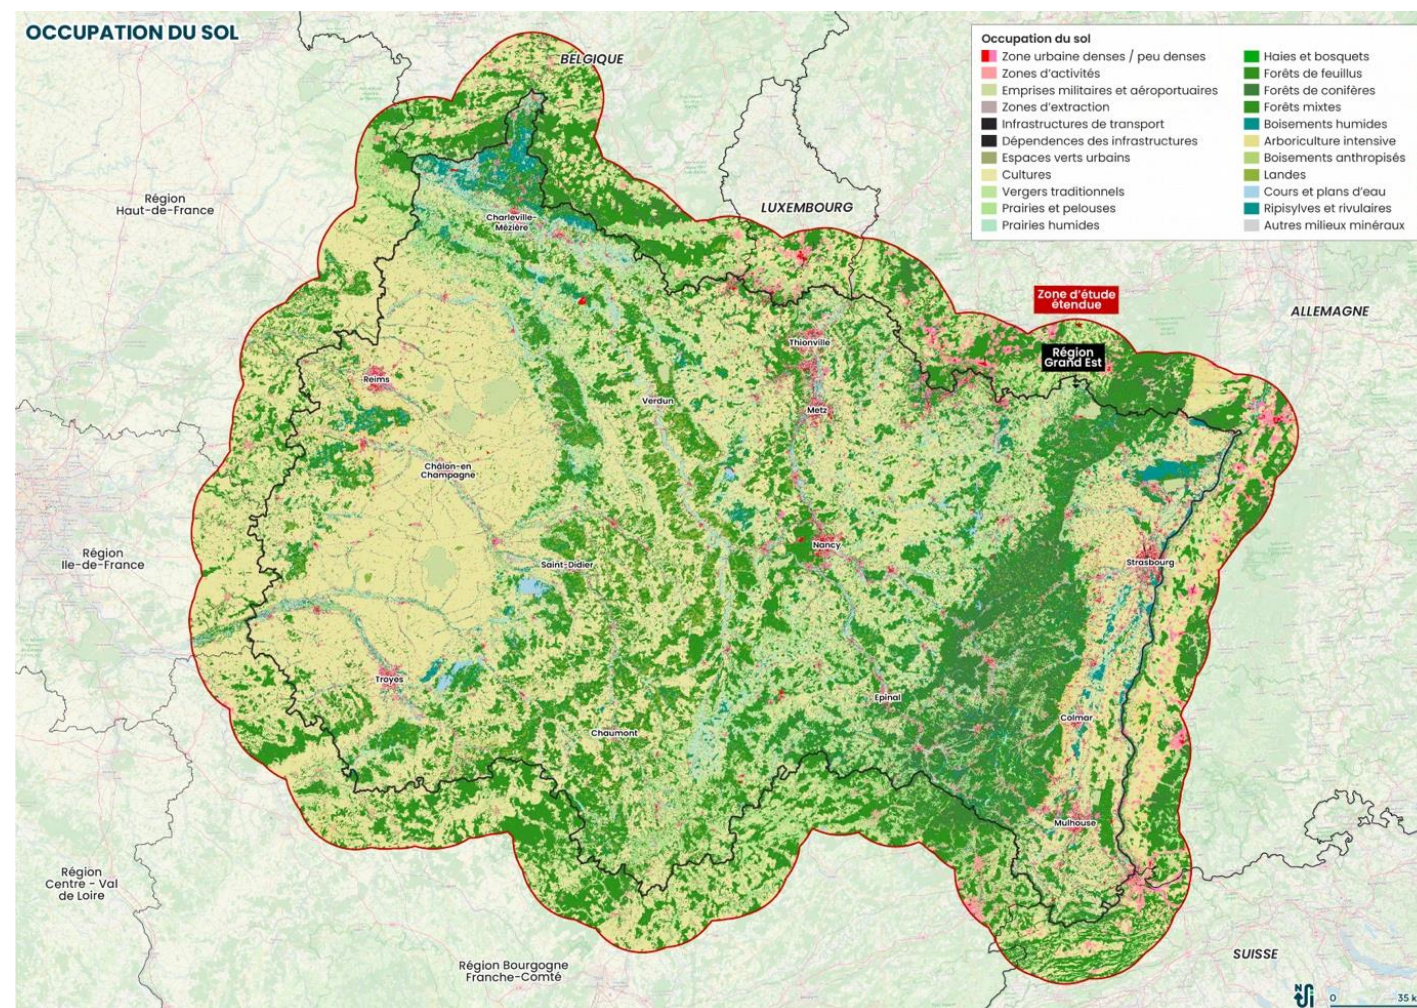 OCCUPATION DU SOL
BÉLGIQUE
Occupation du sol
Zone urbaine denses / peu denses
Zones d'activités
Emprises militaires et aéroportuaires
Zones d'extraction
Infrastructures de transport
Dépendences des infrastructures
Espaces verts urbains
Cultures
Vergers traditionnels
Prairies et pelouses
Prairies humides
Haies et bosquets
Forêts de feuillus
Forêts de conifères
Forêts mixtes
Boisements humides
Arboriculture intensive
Boisements anthropisés
Landes
Cours et plans d'eau
Ripisylves et rivulaires
Autres milieux minéraux
Région
Haut-de-France
LUXEMBOURG
Charleville-
Mézière
Zone d'étude
étendue
ALLEMAGNE
Région
Grand Est
Thionville
Reims
Verdun
Metz
Châlon-en
Champagne
Région
Ile-de-France
Nancy
Saint-Didier
Strasbourg
Troyes
Epinal
Colmar
Chaumont
Mulhouse
Région
Centre - Val
de Loire
Région Bourgogne
Franche-Comté
SUISSE
N
0
35 k